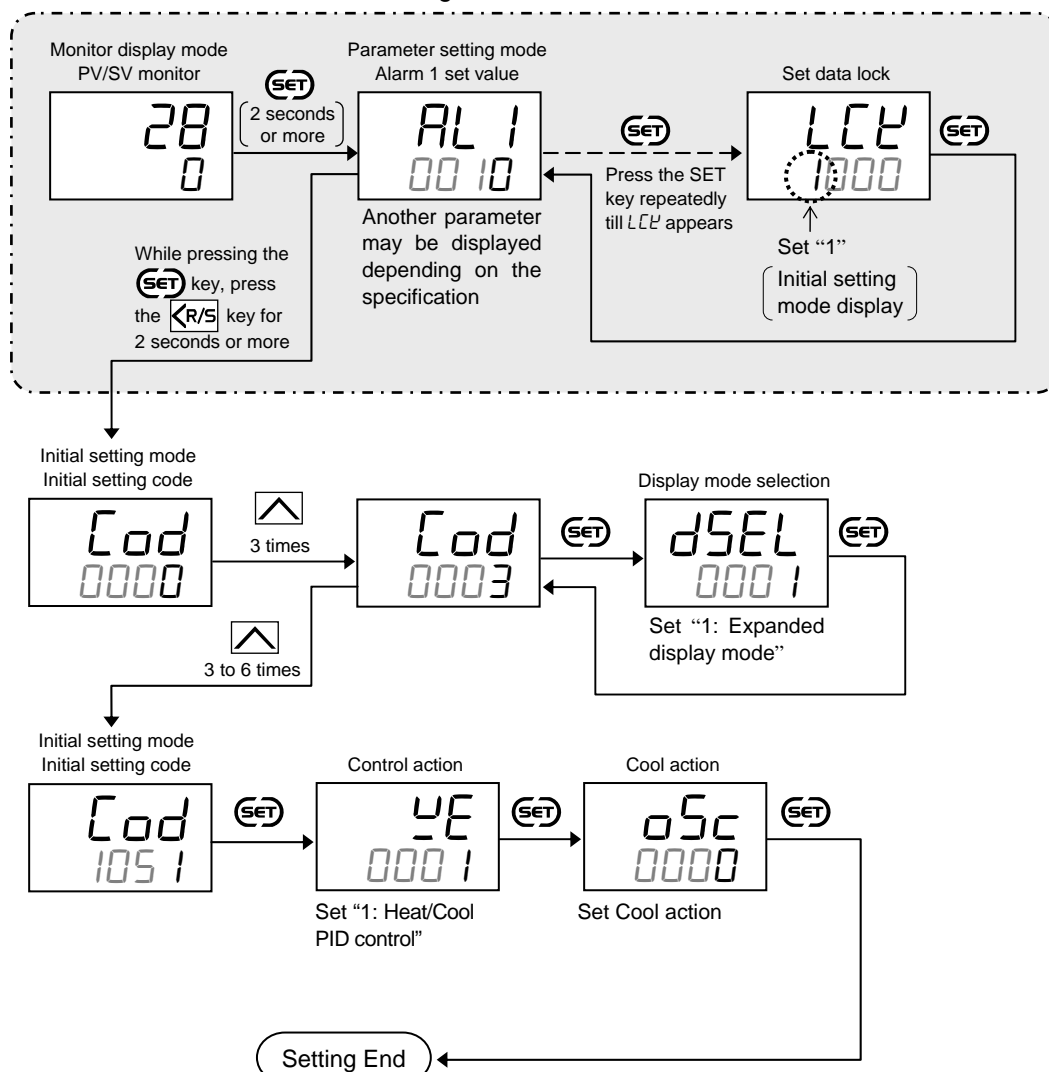 Monitor display mode
PV/SV monitor
28
0
SET
2 seconds
or more
Parameter setting mode
Alarm 1 set value
AL1
0010
Another parameter
may be displayed
depending on the
specification
SET
Press the SET
key repeatedly
till LCK appears
Set data lock
LCK
1000
SET
Set “1”
Initial setting
mode display
While pressing the
SET key, press
the <R/S key for
2 seconds or more
Initial setting mode
Initial setting code
Cod
0000
3 times
Cod
0003
SET
Display mode selection
dSEL
0001
SET
Set “1: Expanded
display mode”
3 to 6 times
Initial setting mode
Initial setting code
Cod
1051
SET
Control action
0001
Set “1: Heat/Cool
PID control”
SET
Cool action
oSc
0000
Set Cool action
SET
Setting End